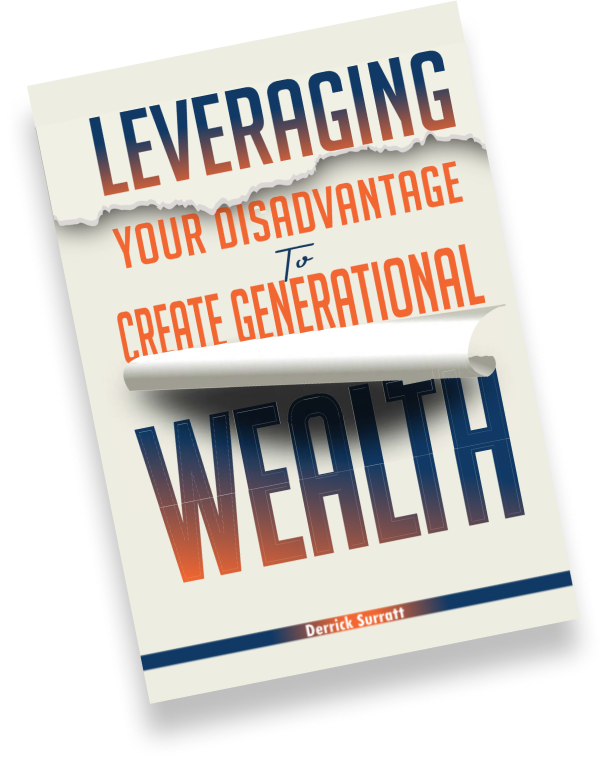 LEVERAGING
YOUR DISADVANTAGE
To
CREATE GENERATIONAL
WEALTH
Derrick Surratt